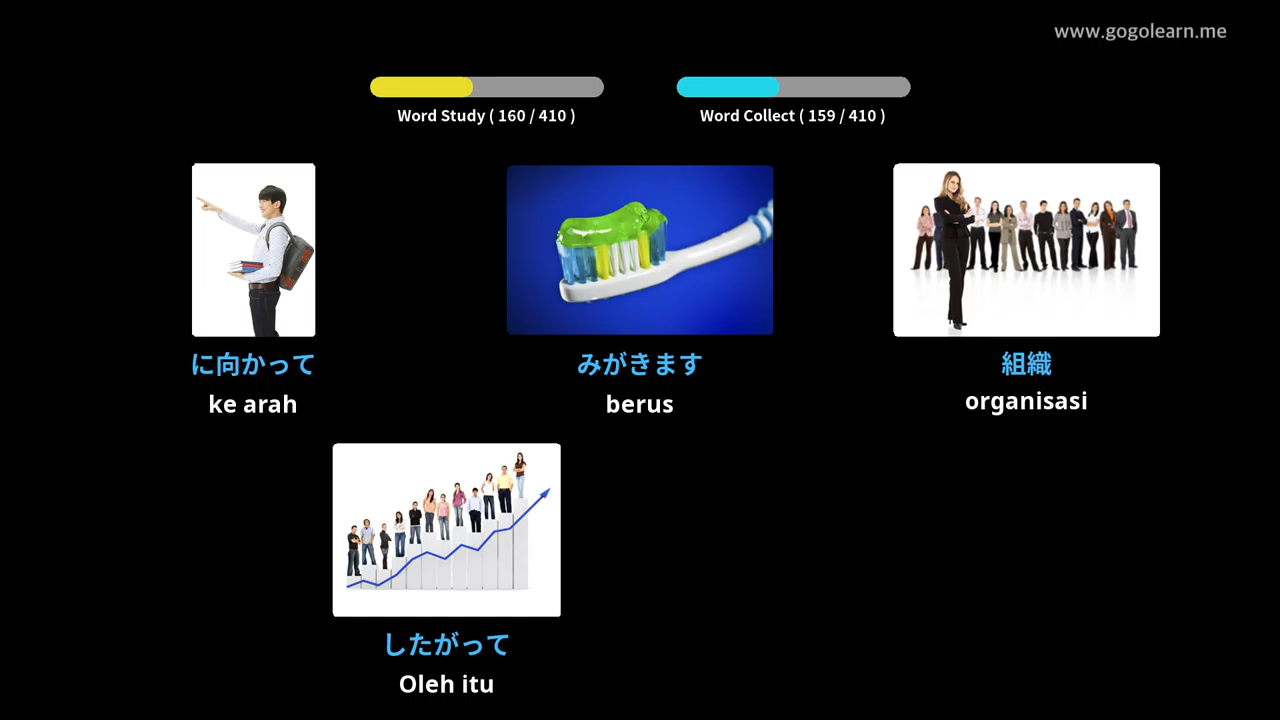 www.gogolearn.me
Word Study ( 160 / 410 )
Word Collect ( 159 / 410 )
に向かって
ke arah
みがきます
berus
組織
organisasi
したがって
Oleh itu